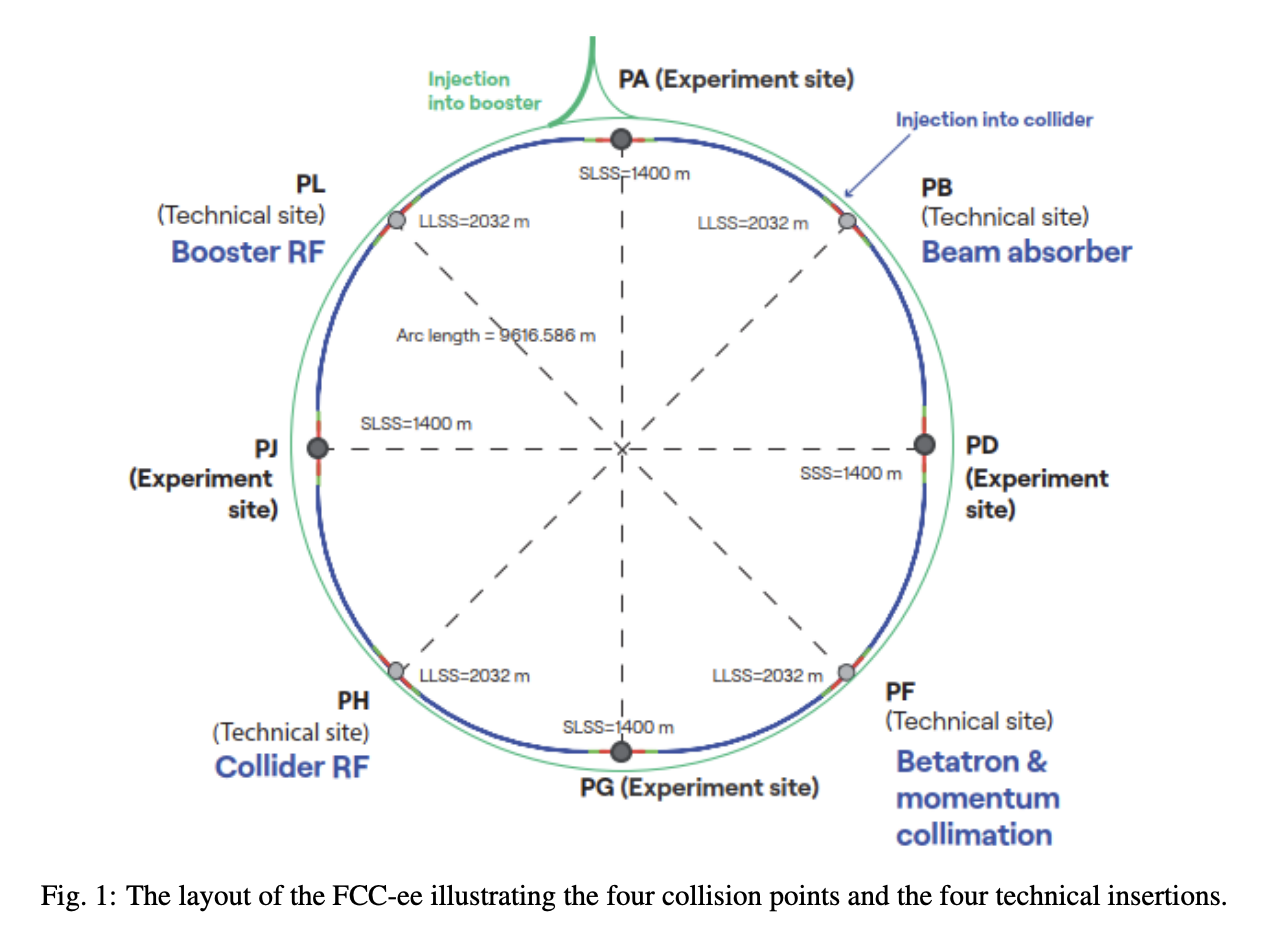 Injection
into booster
PA (Experiment site)
Injection into collider
SLSS=1400 m
PL
(Technical site)
Booster RF
PB
(Technical site)
Beam absorber
LLSS=2032 m
LLSS=2032 m
Arc length = 9616.586 m
SLSS=1400 m
PJ
(Experiment
site)
PD
(Experiment
site)
SSS=1400 m
LLSS=2032 m
LLSS=2032 m
PH
(Technical site)
Collider RF
PF
(Technical site)
Betatron &
momentum
collimation
SLSS=1400 m
PG (Experiment site)
Fig. 1: The layout of the FCC-ee illustrating the four collision points and the four technical insertions.